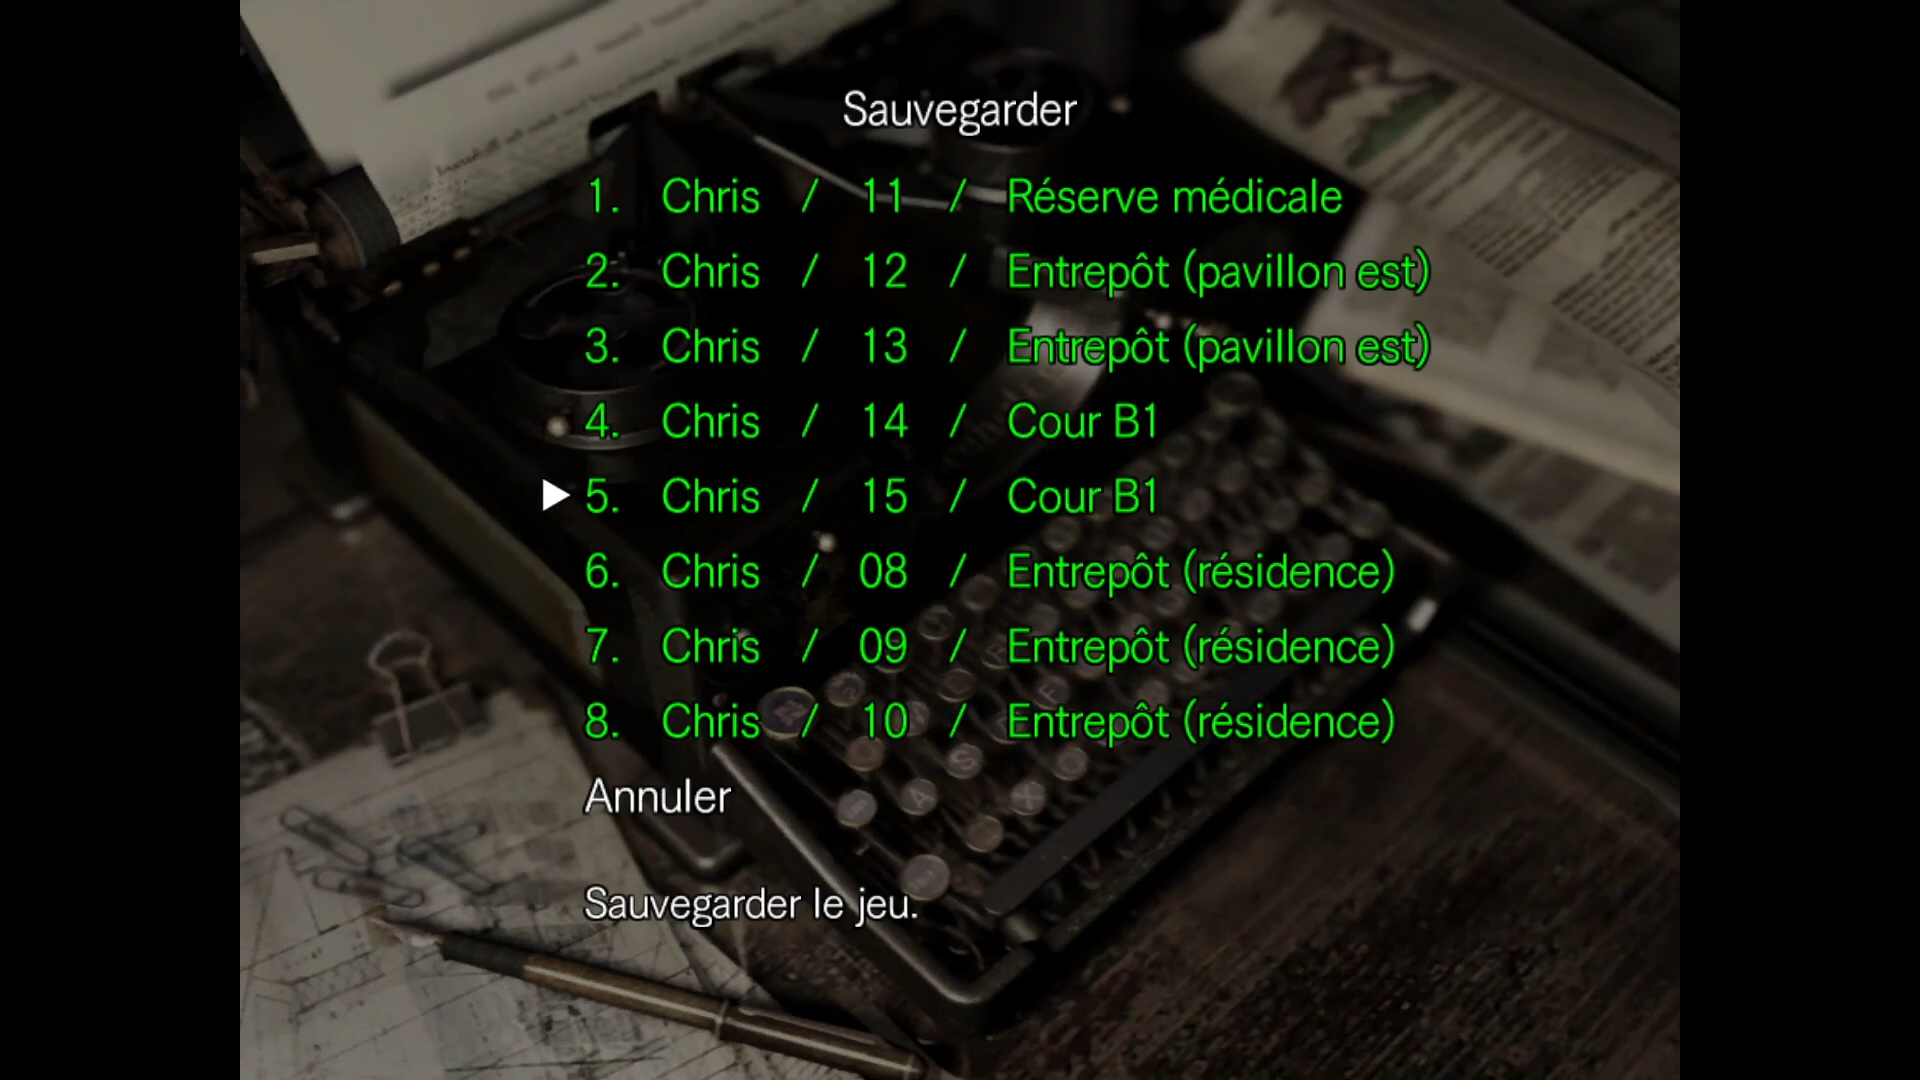 Sauvegarder
1. Chris / 11 / Réserve médicale
2. Chris / 12 / Entrepôt (pavillon est)
3. Chris / 13 / Entrepôt (pavillon est)
4. Chris / 14 / Cour B1
5. Chris / 15 / Cour B1
6. Chris / 08 / Entrepôt (résidence)
7. Chris / 09 / Entrepôt (résidence)
8. Chris / 10 / Entrepôt (résidence)
Annuler
Sauvegarder le jeu.